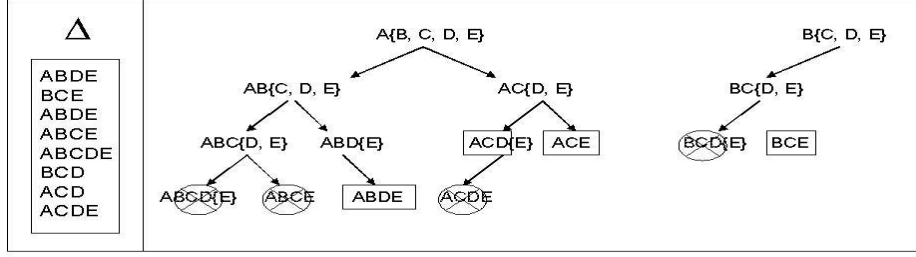 Δ
ABDE
BCE
ABDE
ABCE
ABCDE
BCD
ACD
ACDE
A{B, C, D, E}
B{C, D, E}
AB{C, D, E}
AC{D, E}
BC{D, E}
ABC{D, E}
ABD{E}
ACD{E}
ACE
BCD{E}
BCE
ABCD{E}
ABCE
ABDE
ACDE